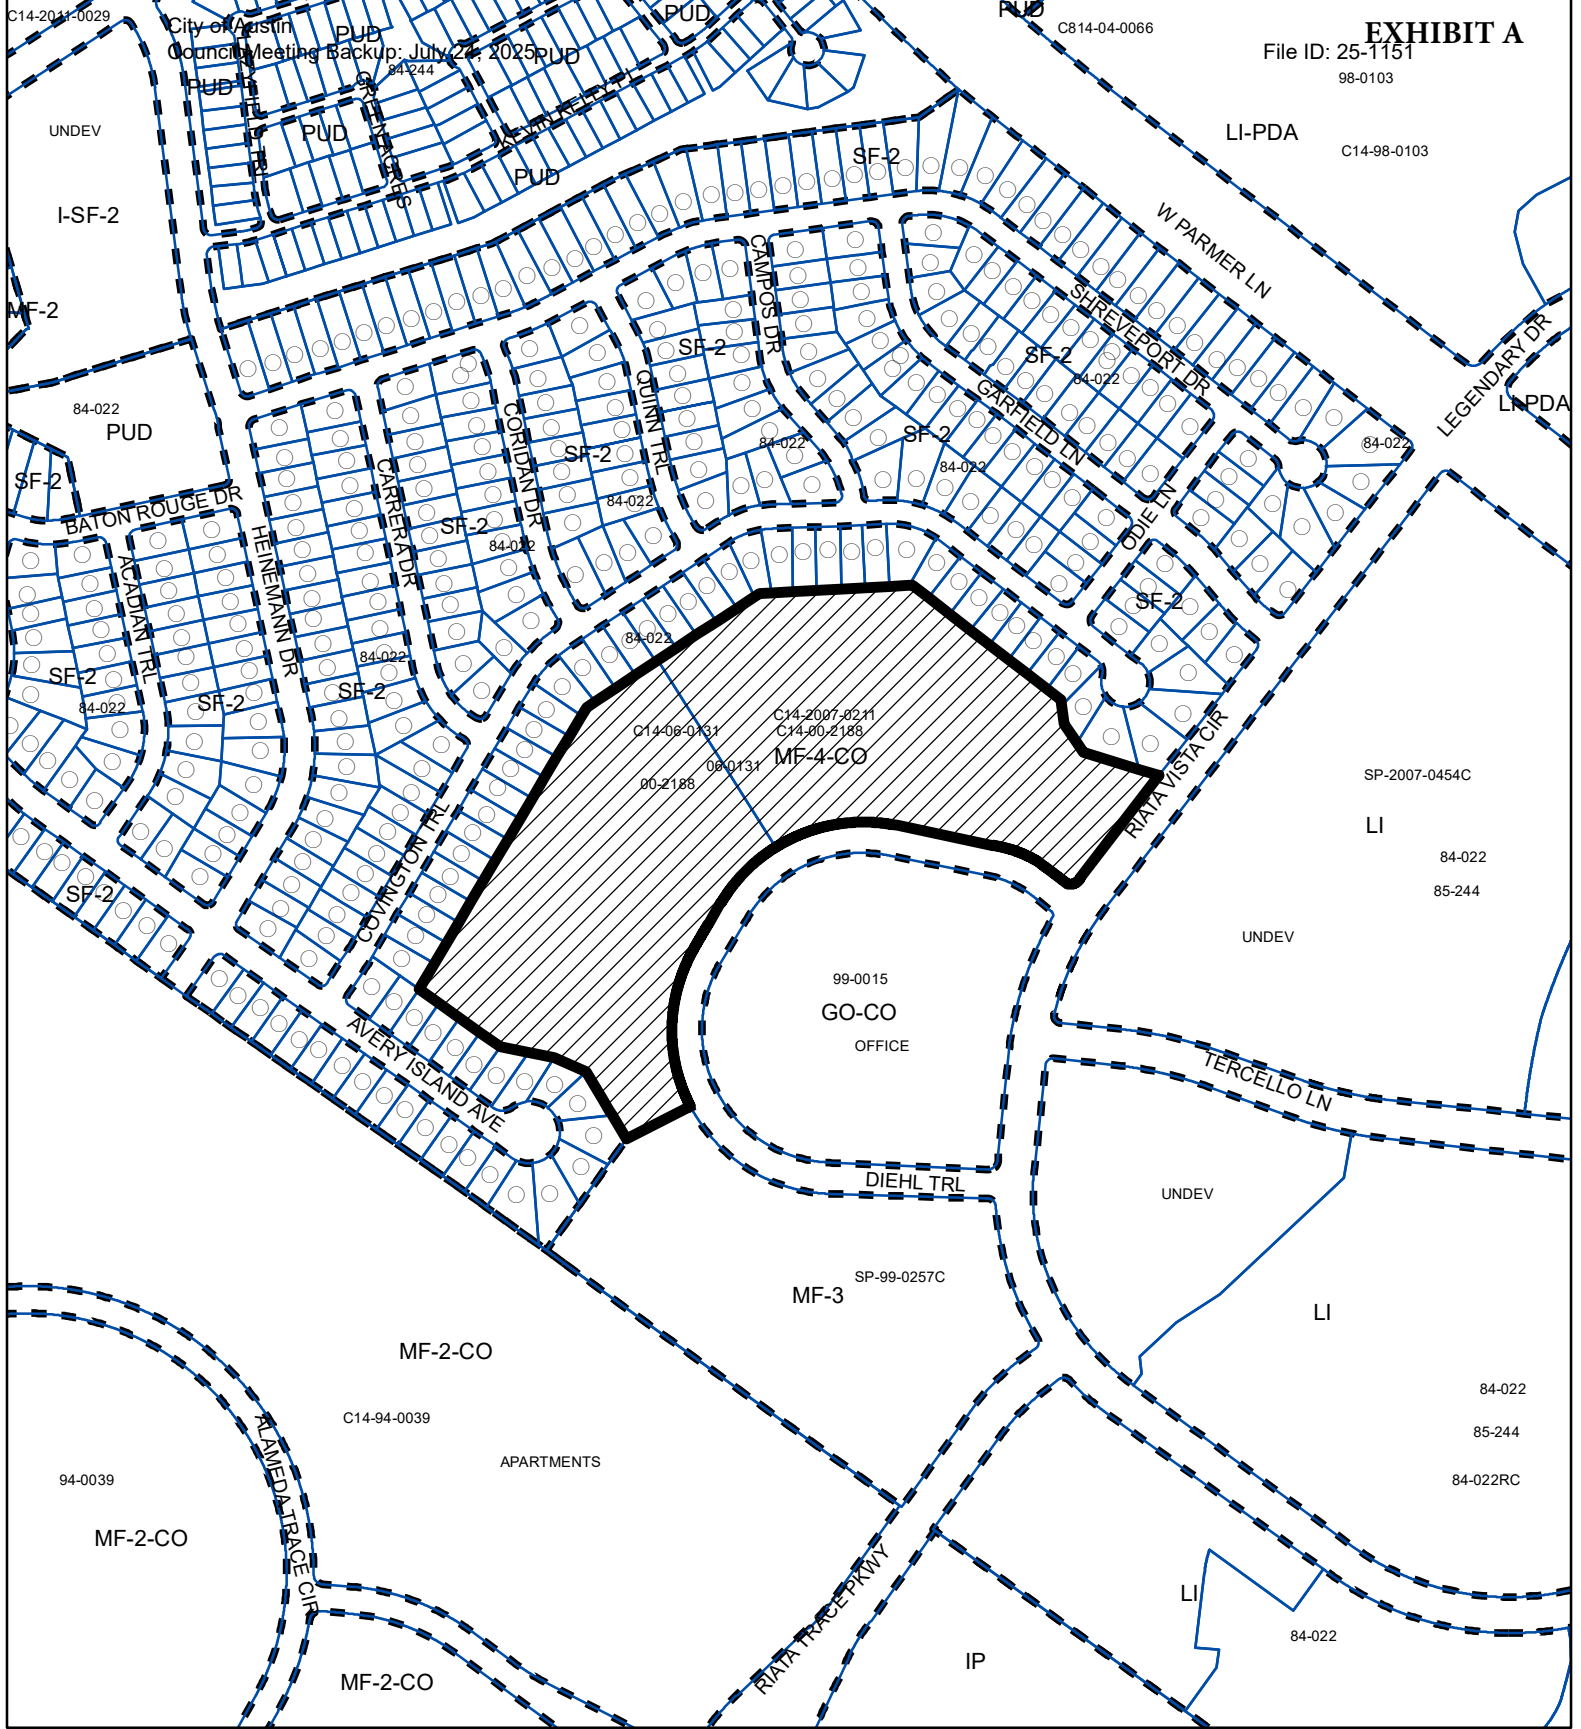 C14-2011-0029
City of Austin
Council Meeting Backup: July 24, 2025
EXHIBIT A
File ID: 25-1151
PUD
PUD
PUD
C814-04-0066
98-0103
84-244
PUD
PUD
PUD
PUD
GREEN ACRES
KEVIN KELLY PL
UNDEV
LI-PDA
C14-98-0103
SF-2
I-SF-2
W PARMER LN
MF-2
CAMPOS DR
SHREVEPORT DR
LEGENDARY DR
SF-2
SF-2
84-022
LI-PDA
84-022
PUD
QUINN TRL
GARFIELD LN
CORIDAN DR
SF-2
84-022
SF-2
84-022
84-022
SF-2
CARRERA DR
BATON ROUGE DR
84-022
SF-2
84-022
ODIE LN
HEINEMANN DR
ACADIAN TRL
SF-2
84-022
84-022
SF-2
84-022
SF-2
SF-2
C14-06-0131
C14-2007-0211
C14-00-2188
MF-4-CO
06-0131
00-2188
RIATA VISTA CIR
SP-2007-0454C
LI
84-022
85-244
COVINGTON TRL
SF-2
UNDEV
99-0015
GO-CO
OFFICE
AVERY ISLAND AVE
TERCELLO LN
DIEHL TRL
UNDEV
SP-99-0257C
MF-3
LI
MF-2-CO
84-022
C14-94-0039
85-244
APARTMENTS
94-0039
84-022RC
MF-2-CO
ALAMEDA TRACE CIR
RIATA TRACE PKWY
LI
84-022
IP
MF-2-CO